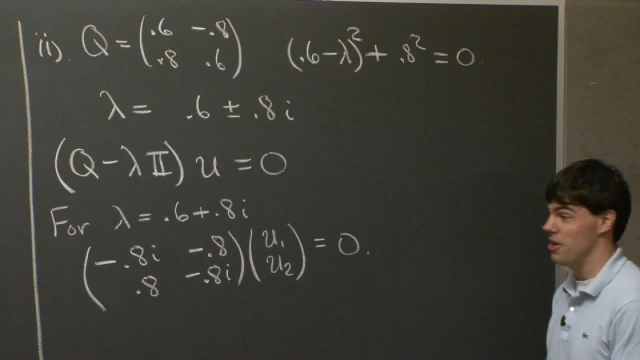 ii). Q = (.6 -.8 .8 .6) (.6-λ)² + .8² = 0.
λ = .6 ± .8i
(Q - λ𝕀) u = 0
For λ = .6 + .8i
(-.8i -.8 .8 -.8i)(u₁ u₂) = 0.